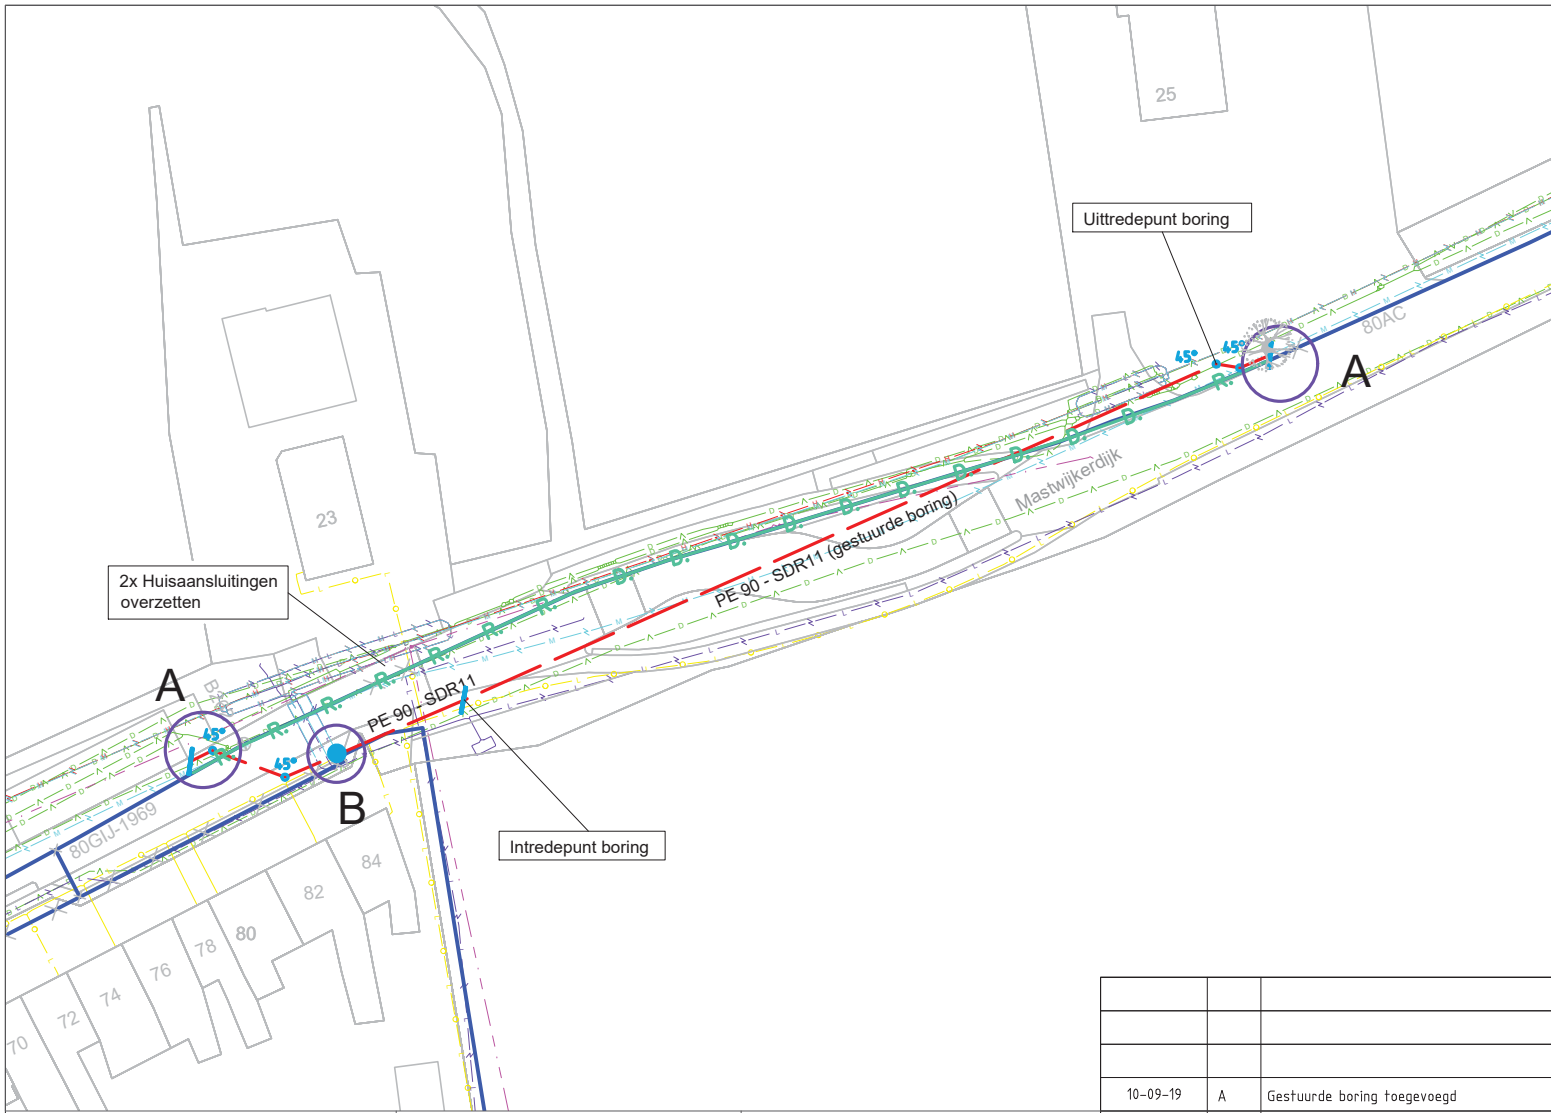 25
Uittredepunt boring
80AC
45°
45°
A
R.
D.
D.
D.
Mastwijkerdijk
D.
D.
D.
D.
D.
D.
PE 90 - SDR11 (gestuurde boring)
23
2x Huisaansluitingen
overzetten
D.
R.
R.
R.
R.
R.
R.
A
PE 90 - SDR11
45°
45°
B
80GIJ-1969
Intredepunt boring
84
82
80
78
76
74
72
70
10-09-19 A Gestuurde boring toegevoegd